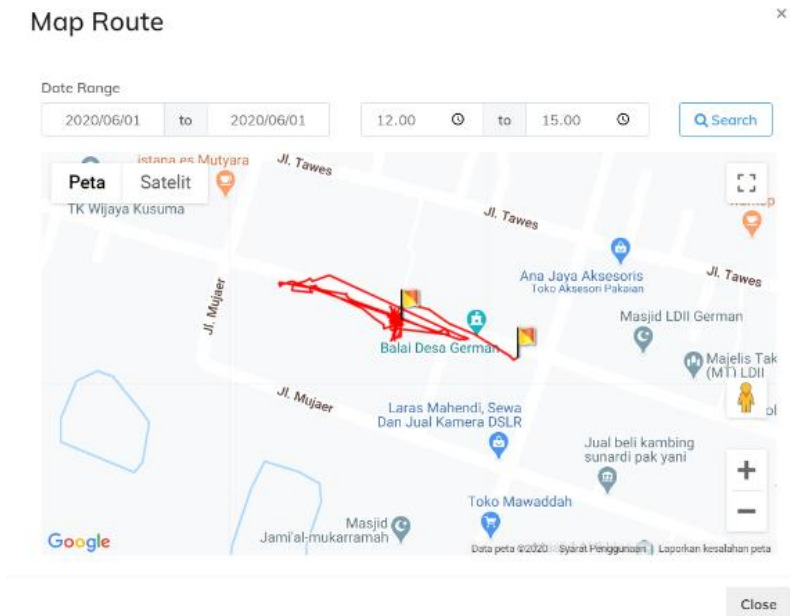 Map Route
×
Date Range
2020/06/01 to 2020/06/01 12.00 to 15.00 Search
Peta Satelit
istana es Mutyara
TK Wijaya Kusuma
Jl. Tawes
Jl. Tawes
Jl. Tawes
Ana Jaya Aksesoris
Toko Aksesori Pakaian
Jl. Mujaer
Masjid LDII German
Balai Desa German
Majelis Tak
(MT) LDII
Jl. Mujaer
Laras Mahendi, Sewa
Dan Jual Kamera DSLR
Jual beli kambing
sunardi pak yani
Toko Mawaddah
Masjid
Jami'al-mukarramah
Google
Data peta ©2020 Syarat Penggunaan Laporkan kesalahan peta
Close